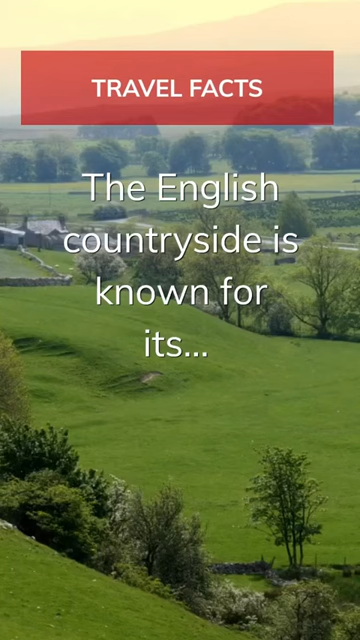 TRAVEL FACTS
The English
countryside is
known for
its...